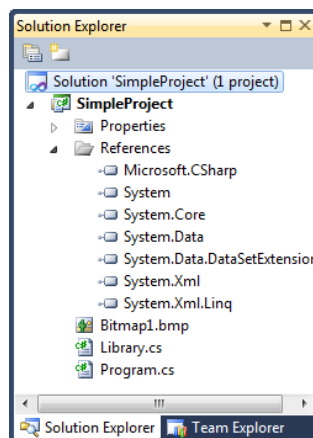 Solution Explorer
Solution 'SimpleProject' (1 project)
SimpleProject
Properties
References
Microsoft.CSharp
System
System.Core
System.Data
System.Data.DataSetExtension
System.Xml
System.Xml.Linq
Bitmap1.bmp
Library.cs
Program.cs
Solution Explorer Team Explorer